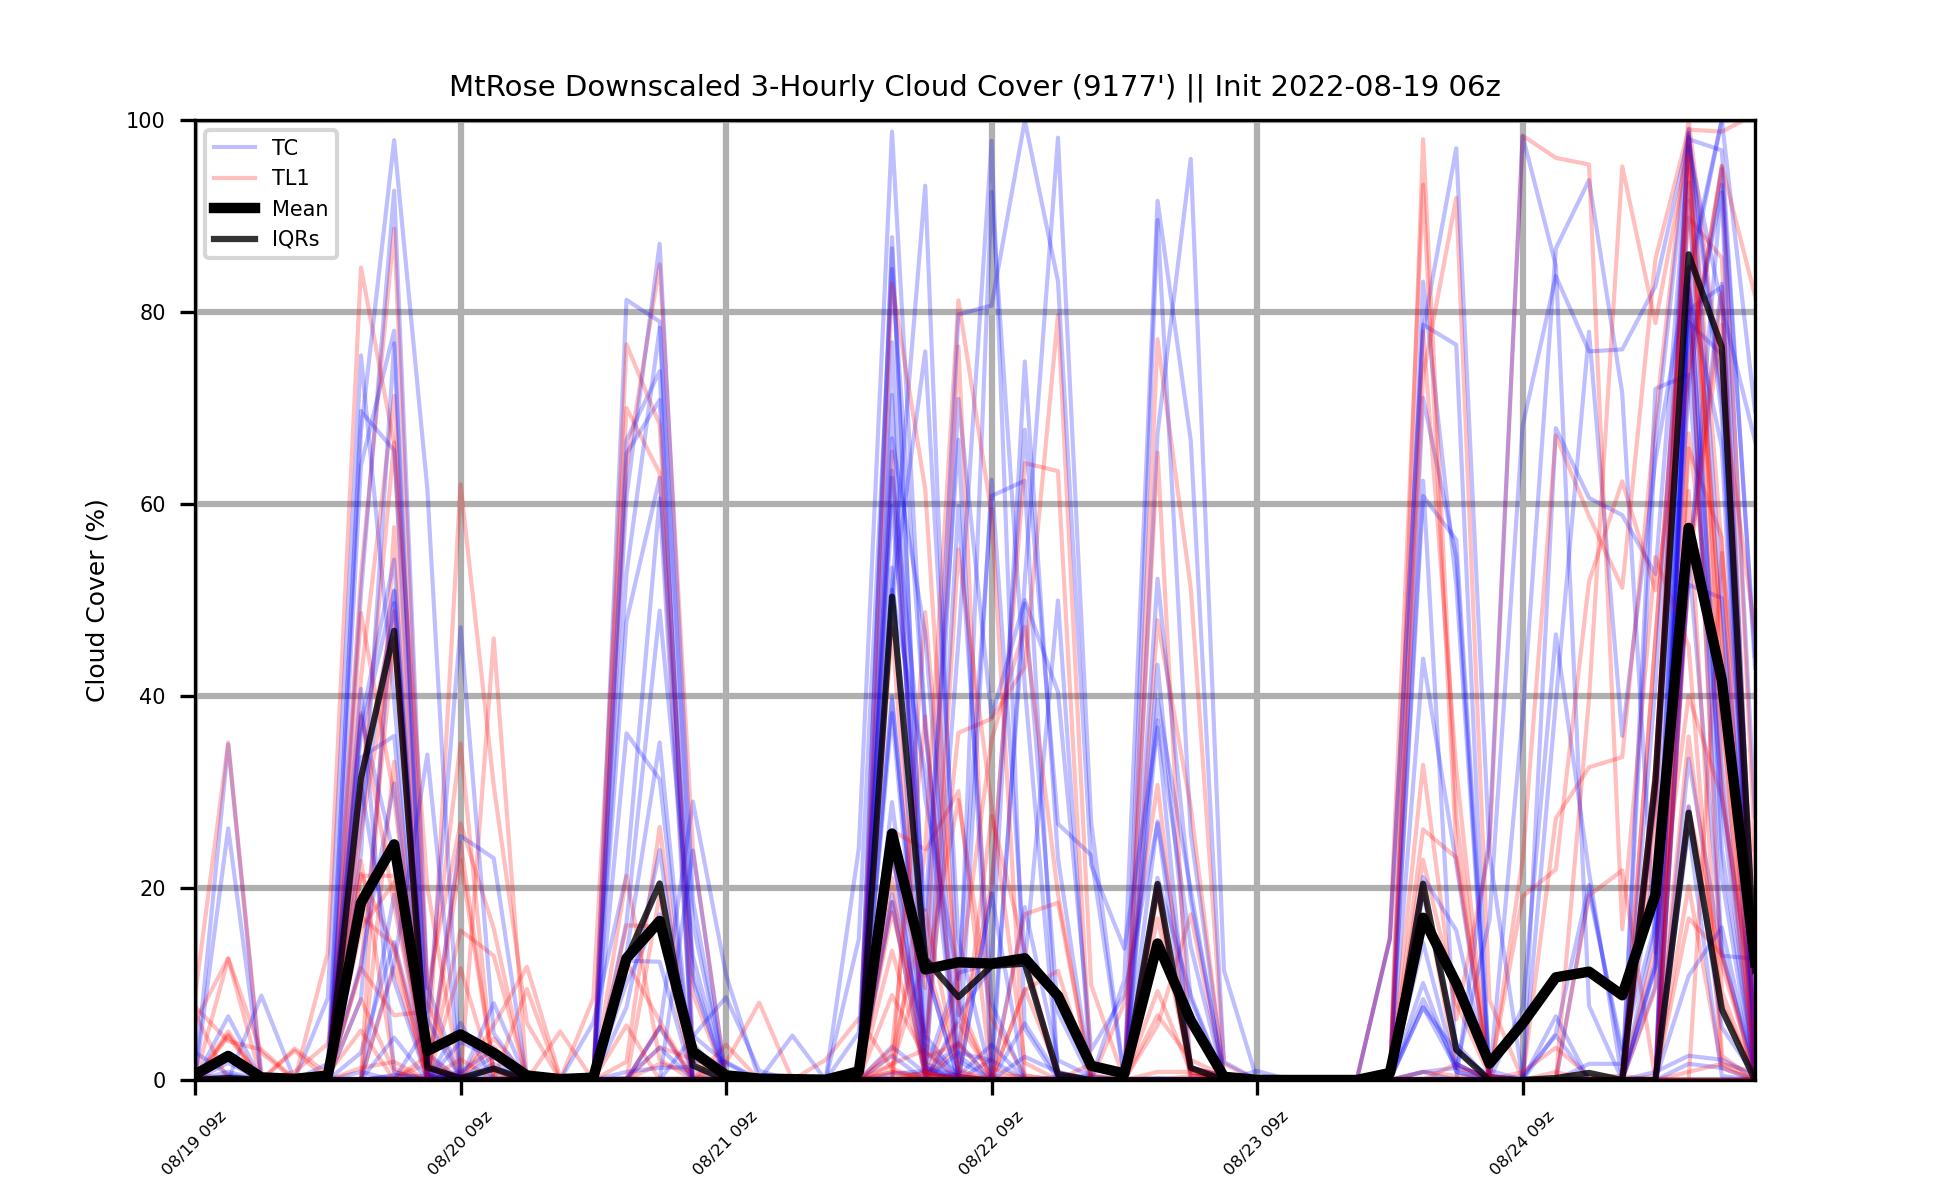 MtRose Downscaled 3-Hourly Cloud Cover (9177') || Init 2022-08-19 06z
100
80
60
40
20
0
Cloud Cover (%)
TC
TL1
Mean
IQRs
08/19 09z
08/20 09z
08/21 09z
08/22 09z
08/23 09z
08/24 09z